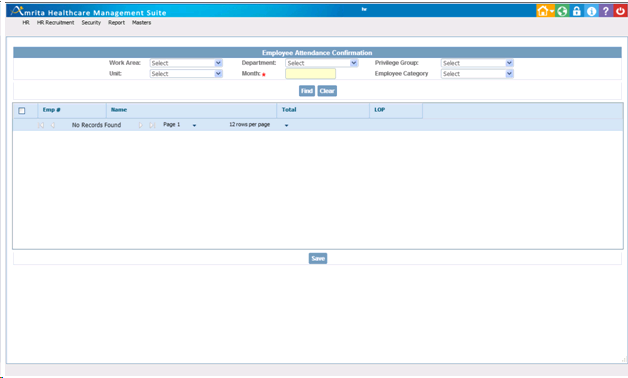 Amrita Healthcare Management Suite hr
HR HR Recruitment Security Report Masters
Employee Attendance Confirmation
Work Area: Select Department: Select Privilege Group: Select
Unit: Select Month: * Employee Category Select
Find Clear
Emp # Name Total LOP
No Records Found Page 1 12 rows per page
Save